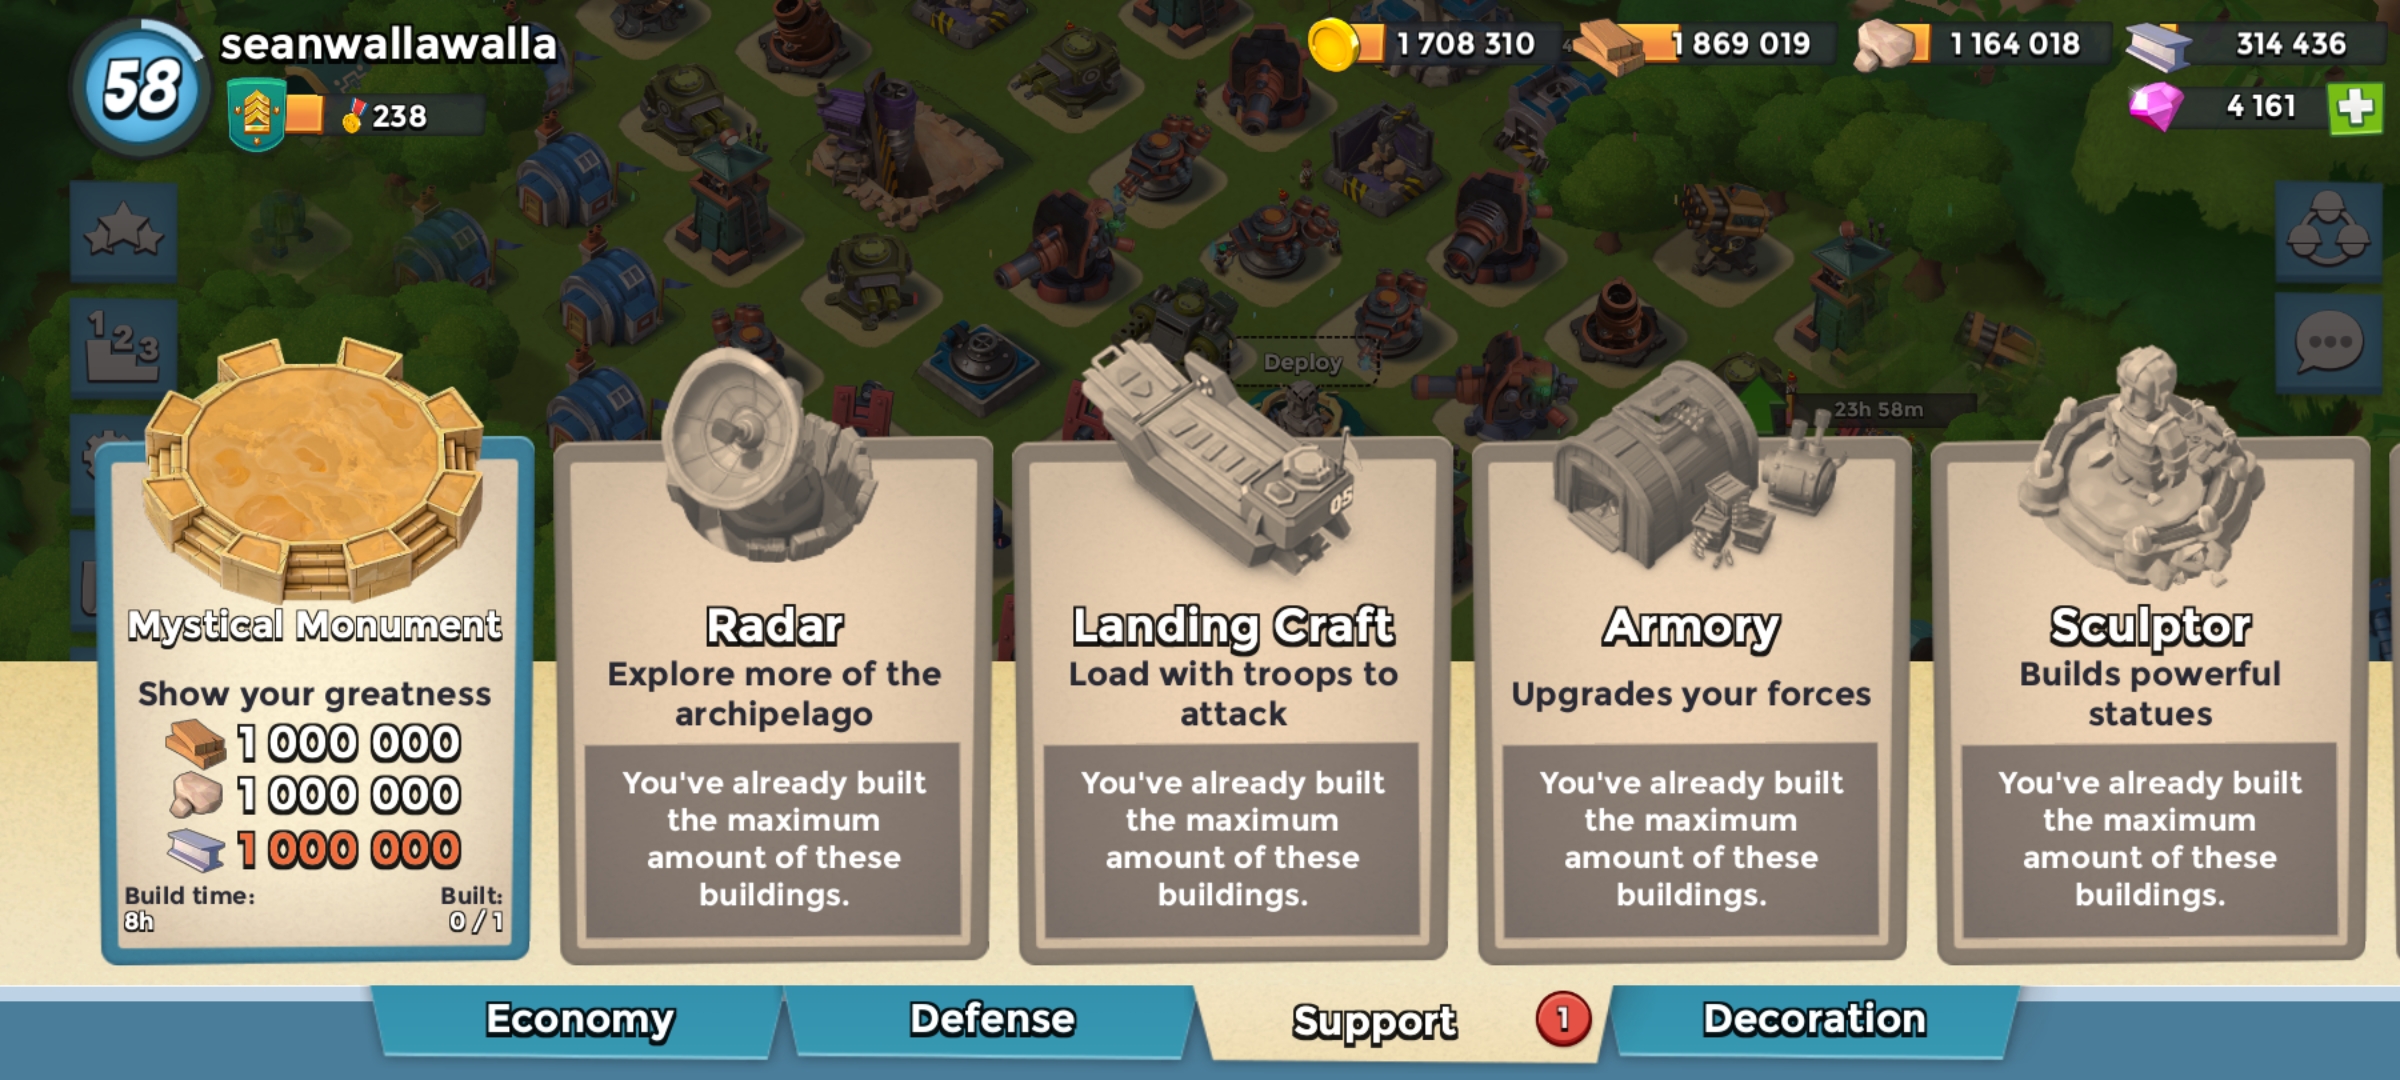 58
seanwallawalla
238
1 708 310
1 869 019
1 164 018
314 436
4 161
1 2 3
Deploy
23h 58m
05
Mystical Monument
Show your greatness
1 000 000
1 000 000
1 000 000
Build time:
8h
Built:
0 / 1
Radar
Explore more of the
archipelago
You've already built
the maximum
amount of these
buildings.
Landing Craft
Load with troops to
attack
You've already built
the maximum
amount of these
buildings.
Armory
Upgrades your forces
You've already built
the maximum
amount of these
buildings.
Sculptor
Builds powerful
statues
You've already built
the maximum
amount of these
buildings.
Economy
Defense
Support
1
Decoration